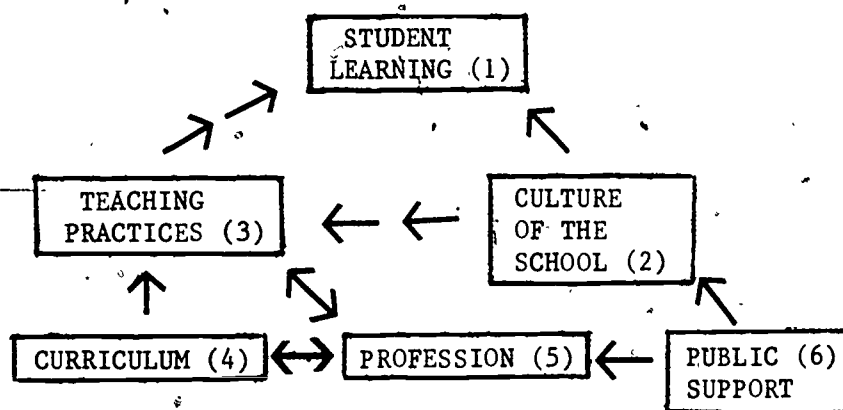 STUDENT
LEARNING (1)
TEACHING
PRACTICES (3)
CULTURE
OF THE
SCHOOL (2)
CURRICULUM (4)
PROFESSION (5)
PUBLIC (6)
SUPPORT